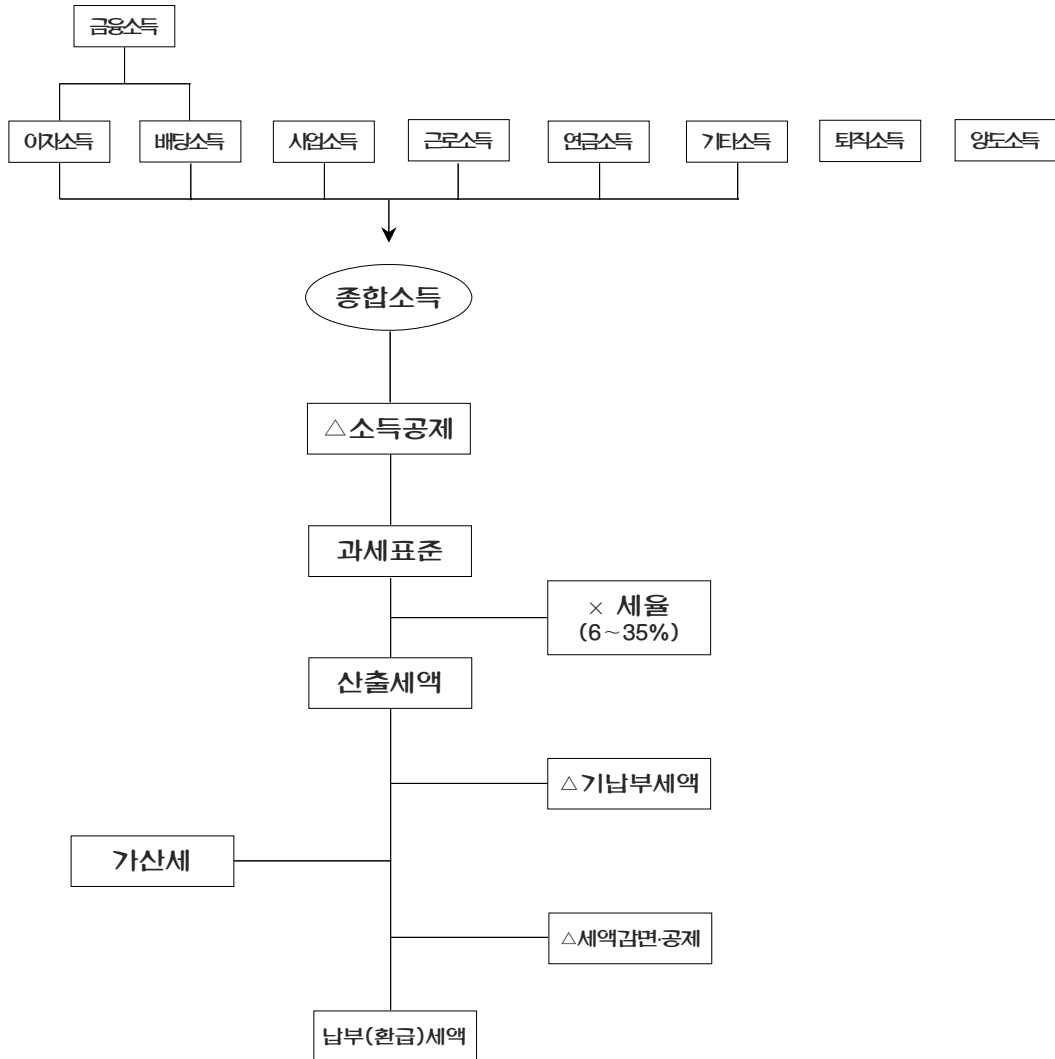 금융소득
이자소득
배당소득
사업소득
근로소득
연금소득
기타소득
퇴직소득
양도소득
종합소득
△소득공제
과세표준
× 세율
(6~35%)
산출세액
△기납부세액
가산세
△세액감면·공제
납부(환급)세액